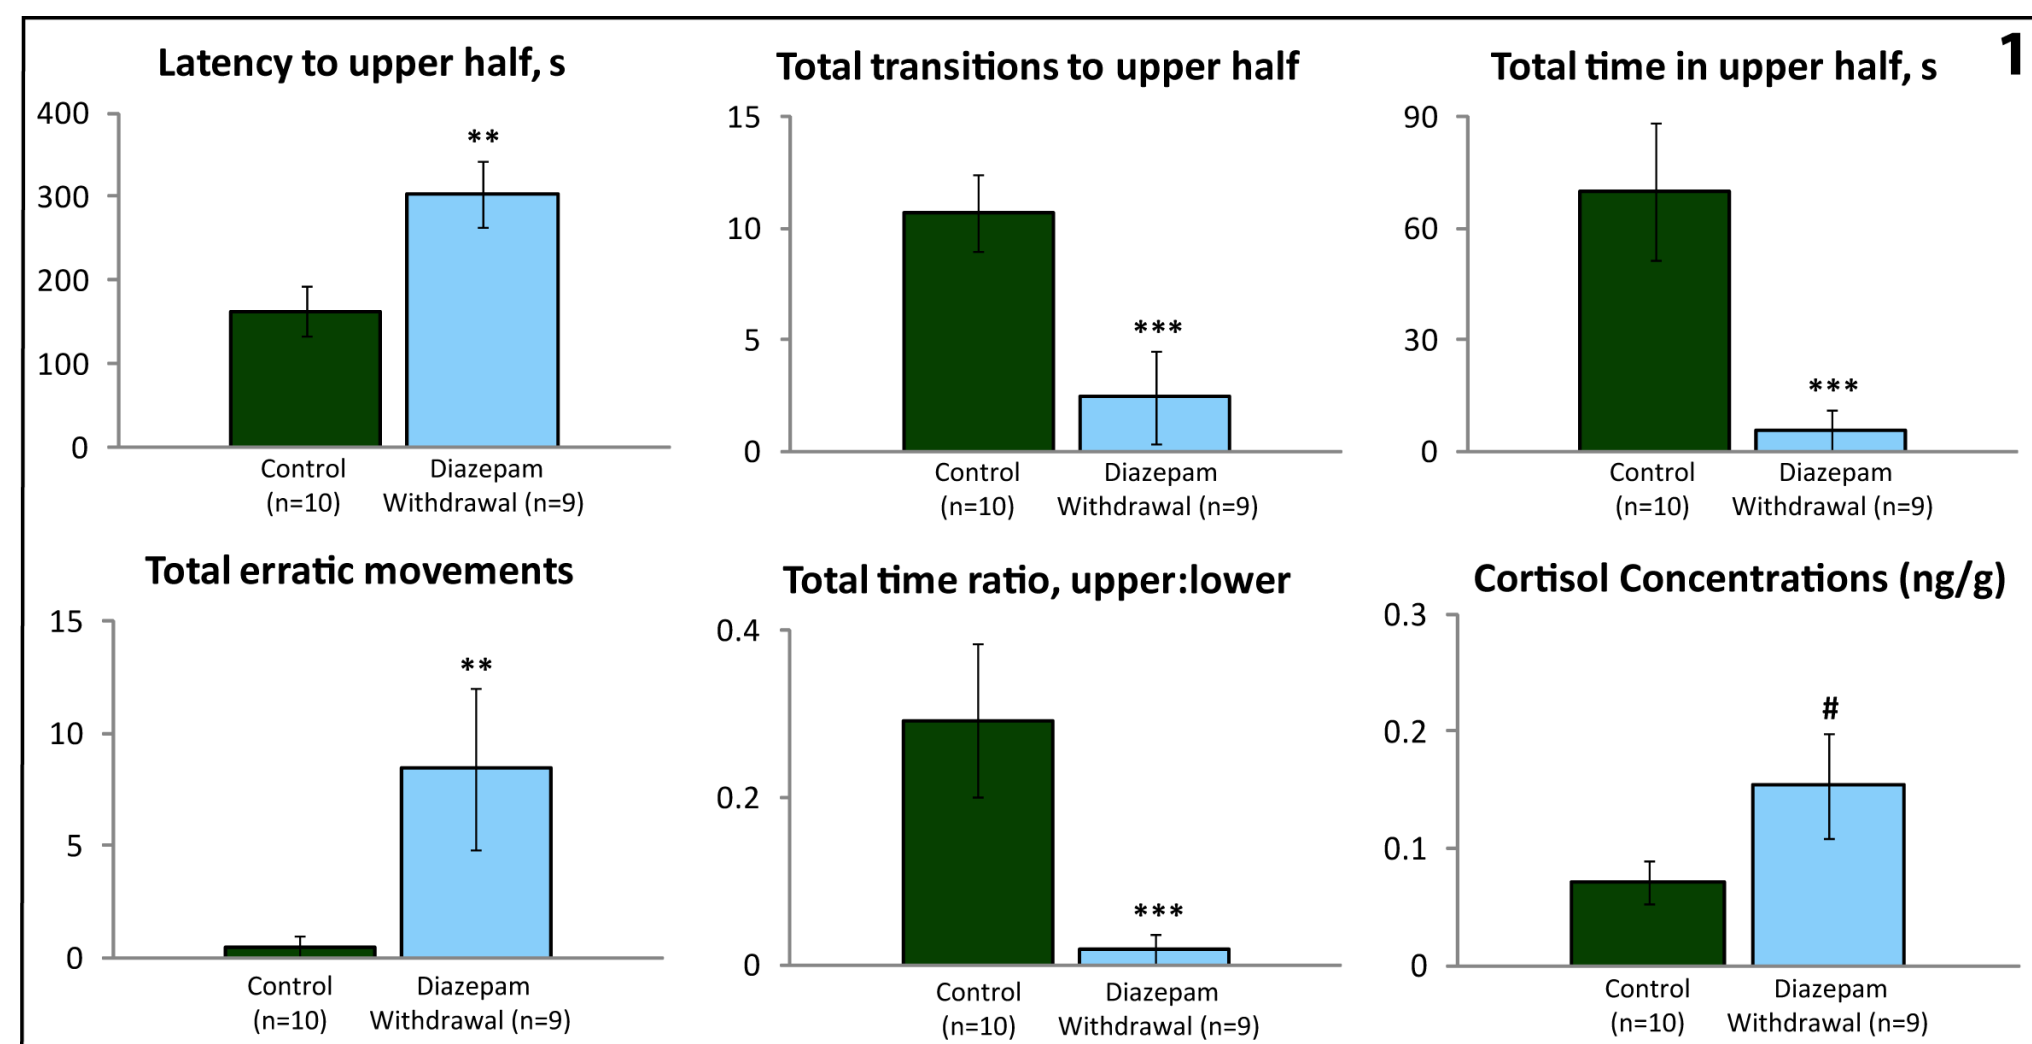 1
Latency to upper half, s
400
300
200
100
0
**
Control
(n=10)
Diazepam
Withdrawal (n=9)
Total transitions to upper half
15
10
5
0
***
Control
(n=10)
Diazepam
Withdrawal (n=9)
Total time in upper half, s
90
60
30
0
***
Control
(n=10)
Diazepam
Withdrawal (n=9)
Total erratic movements
15
10
5
0
**
Control
(n=10)
Diazepam
Withdrawal (n=9)
Total time ratio, upper:lower
0.4
0.2
0
***
Control
(n=10)
Diazepam
Withdrawal (n=9)
Cortisol Concentrations (ng/g)
0.3
0.2
0.1
0
#
Control
(n=10)
Diazepam
Withdrawal (n=9)